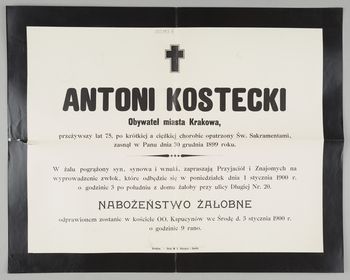 ANTONI KOSTECKI
Obywatel miasta Krakowa,
przeżywszy lat 75, po krótkiej a ciężkiej chorobie opatrzony Św. Sakramentami,
zasnął w Panu dnia 30 grudnia 1899 roku.
W żalu pogrążony syn, synowa i wnuki, zapraszają Przyjaciół i Znajomych na
wyprowadzenie zwłok, które odbędzie się w poniedziałek dnia 1 stycznia 1900 r.
o godzinie 3 po południu z domu żałoby przy ulicy Długiej Nr. 20.
NABOŻEŃSTWO ŻAŁOBNE
odprawionem zostanie w kościele OO. Kapucynów we Środę d. 3 stycznia 1900 r.
o godzinie 9 rano.